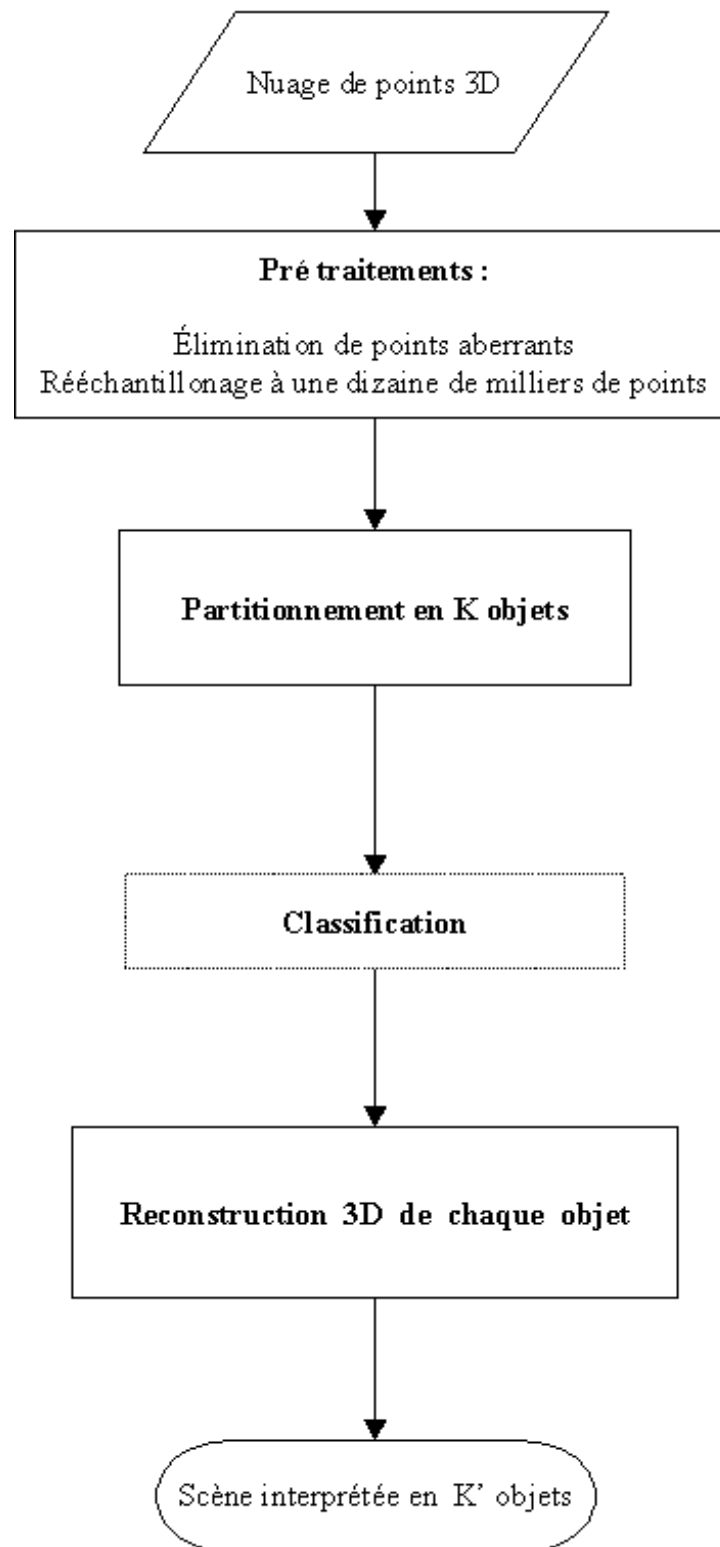 Nuage de points 3D
Pré traitements :
Élimination de points aberrants
Rééchantillonage à une dizaine de milliers de points
Partitionnement en K objets
Classification
Reconstruction 3D de chaque objet
Scène interprétée en K’ objets